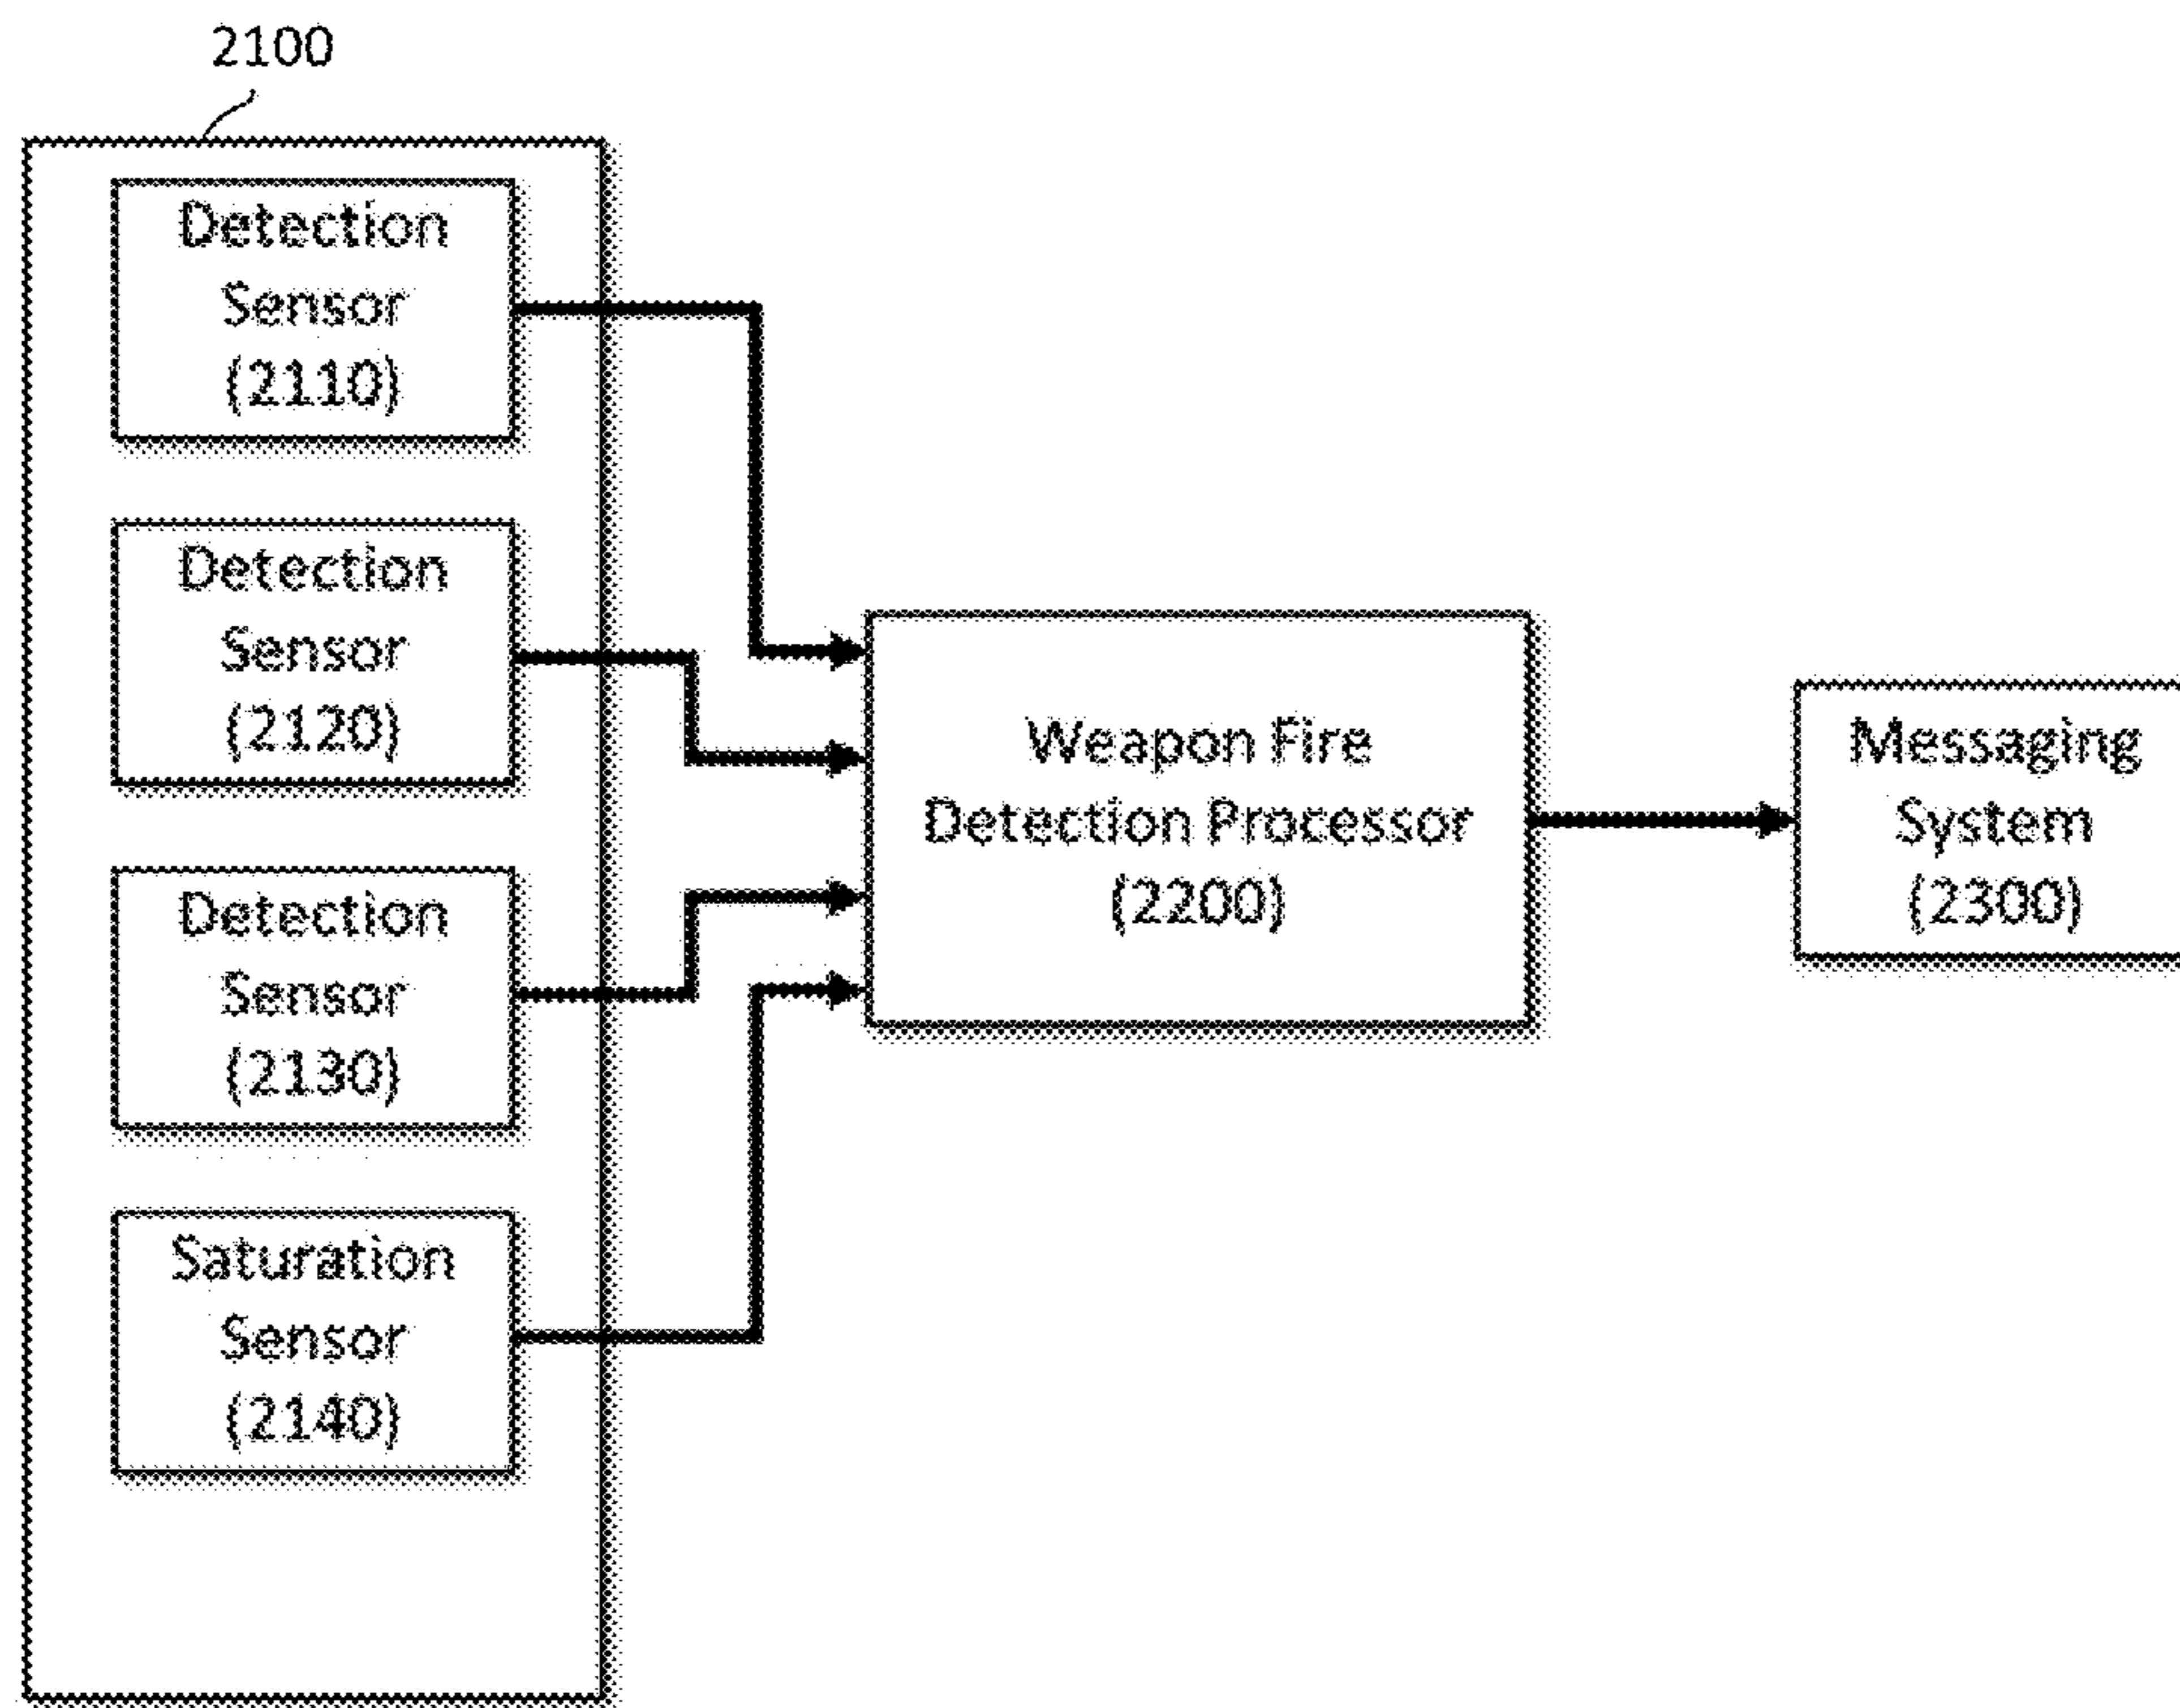 2100
Detection
Sensor
(2110)
Detection
Sensor
(2120)
Detection
Sensor
(2130)
Saturation
Sensor
(2140)
Weapon Fire
Detection Processor
(2200)
Messaging
System
(2300)